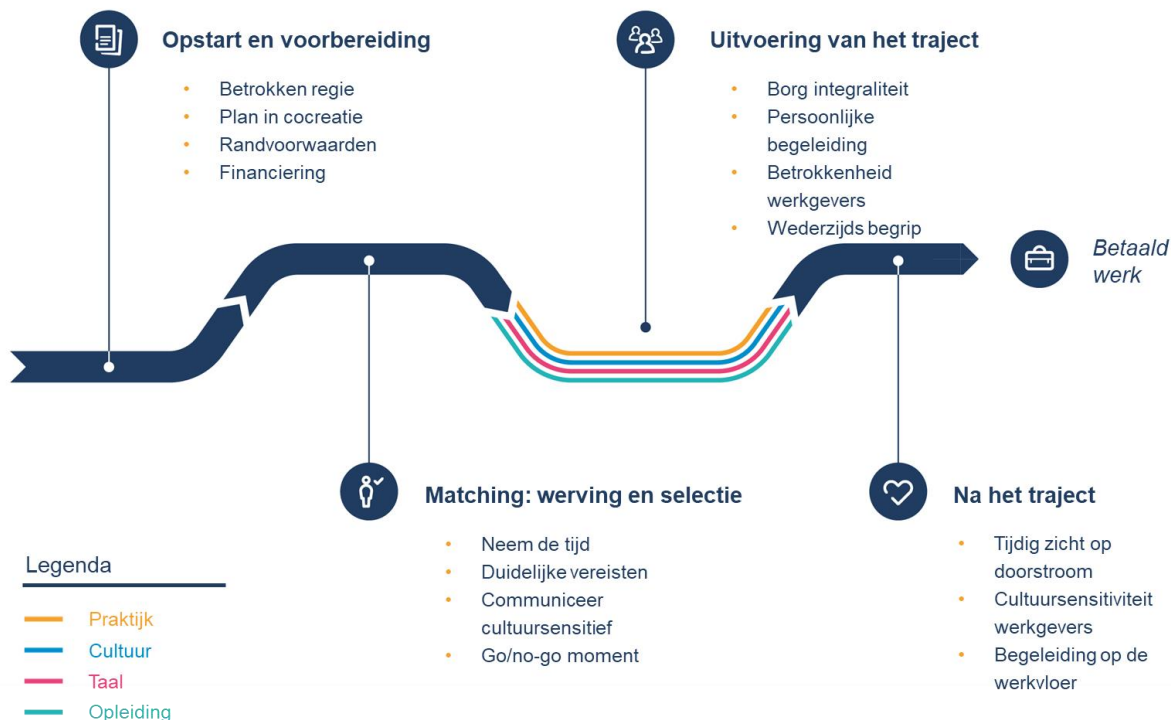 Opstart en voorbereiding
Betrokken regie
Plan in cocreatie
Randvoorwaarden
Financiering
Uitvoering van het traject
Borg integraliteit
Persoonlijke
begeleiding
Betrokkenheid
werkgevers
Wederzijds begrip
Betaald
werk
Matching: werving en selectie
Neem de tijd
Duidelijke vereisten
Communiceer
cultuursensitief
Go/no-go moment
Na het traject
Tijdig zicht op
doorstroom
Cultuursensitiviteit
werkgevers
Begeleiding op de
werkvloer
Legenda
Praktijk
Cultuur
Taal
Opleiding